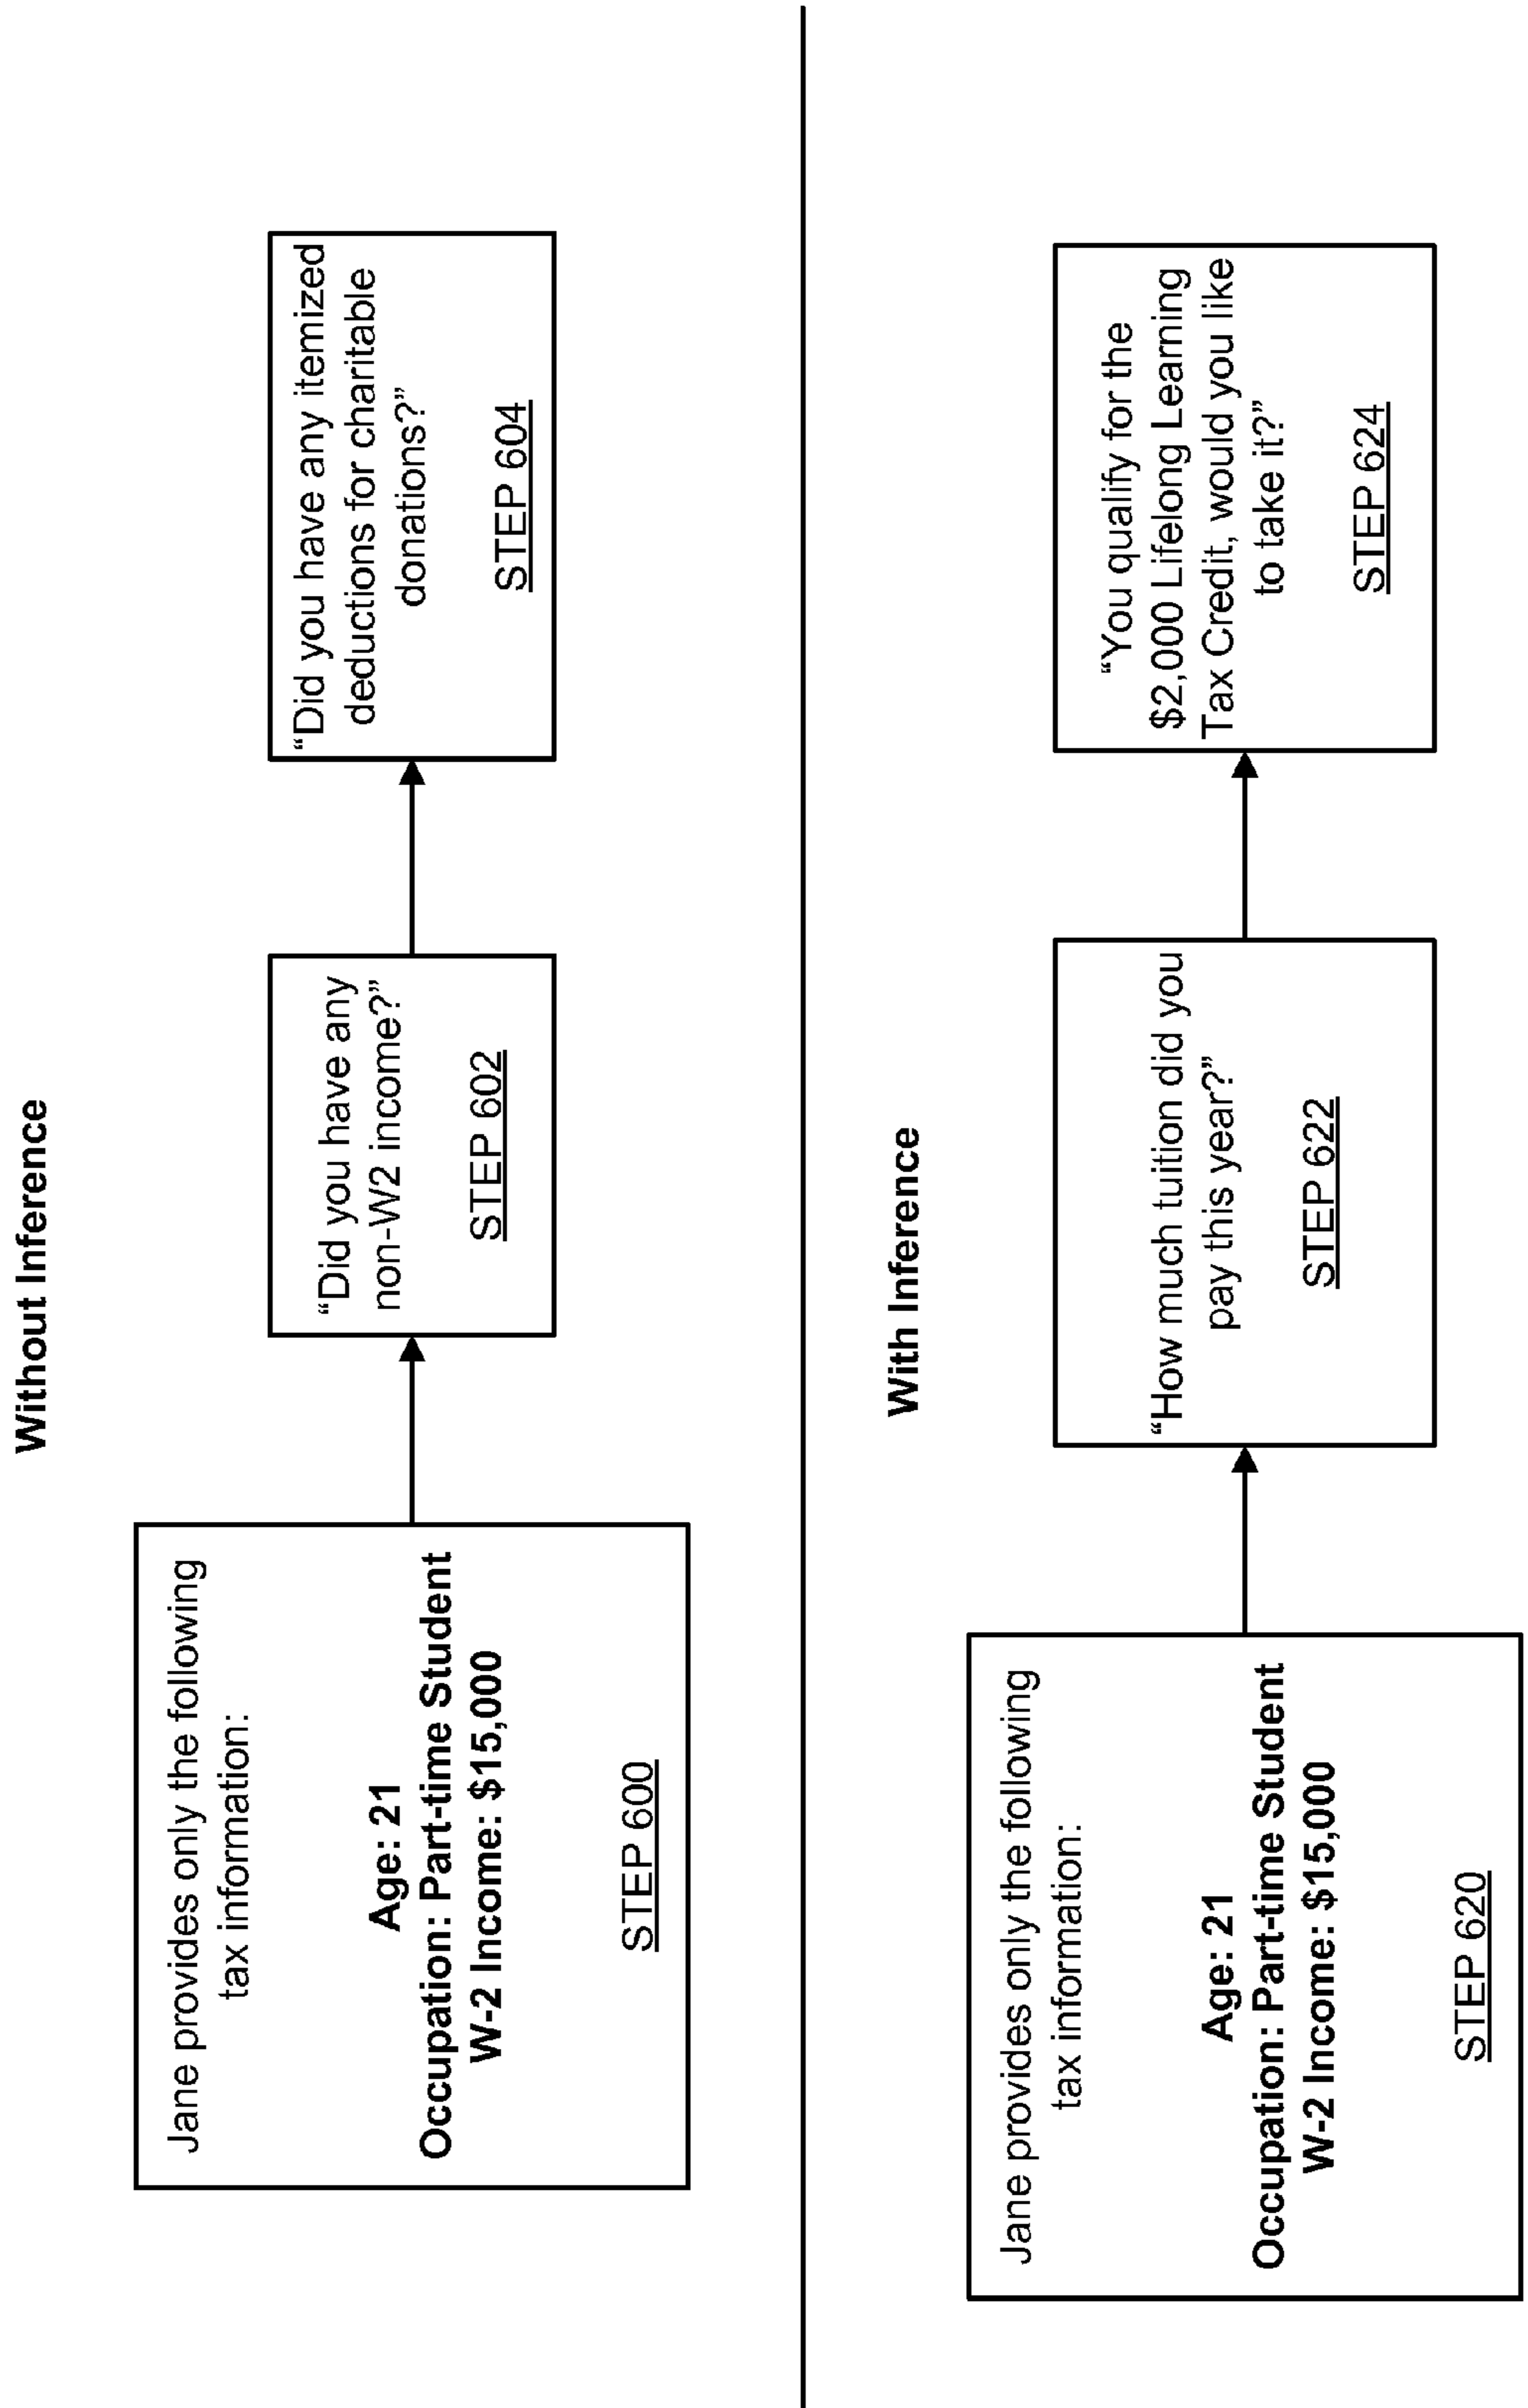 Without Inference
Jane provides only the following
tax information:
Age: 21
Occupation: Part-time Student
W-2 Income: $15,000
STEP 600
“Did you have any
non-W2 income?”
STEP 602
“Did you have any itemized
deductions for charitable
donations?”
STEP 604
With Inference
Jane provides only the following
tax information:
Age: 21
Occupation: Part-time Student
W-2 Income: $15,000
STEP 620
“How much tuition did you
pay this year?”
STEP 622
“You qualify for the
$2,000 Lifelong Learning
Tax Credit, would you like
to take it?”
STEP 624